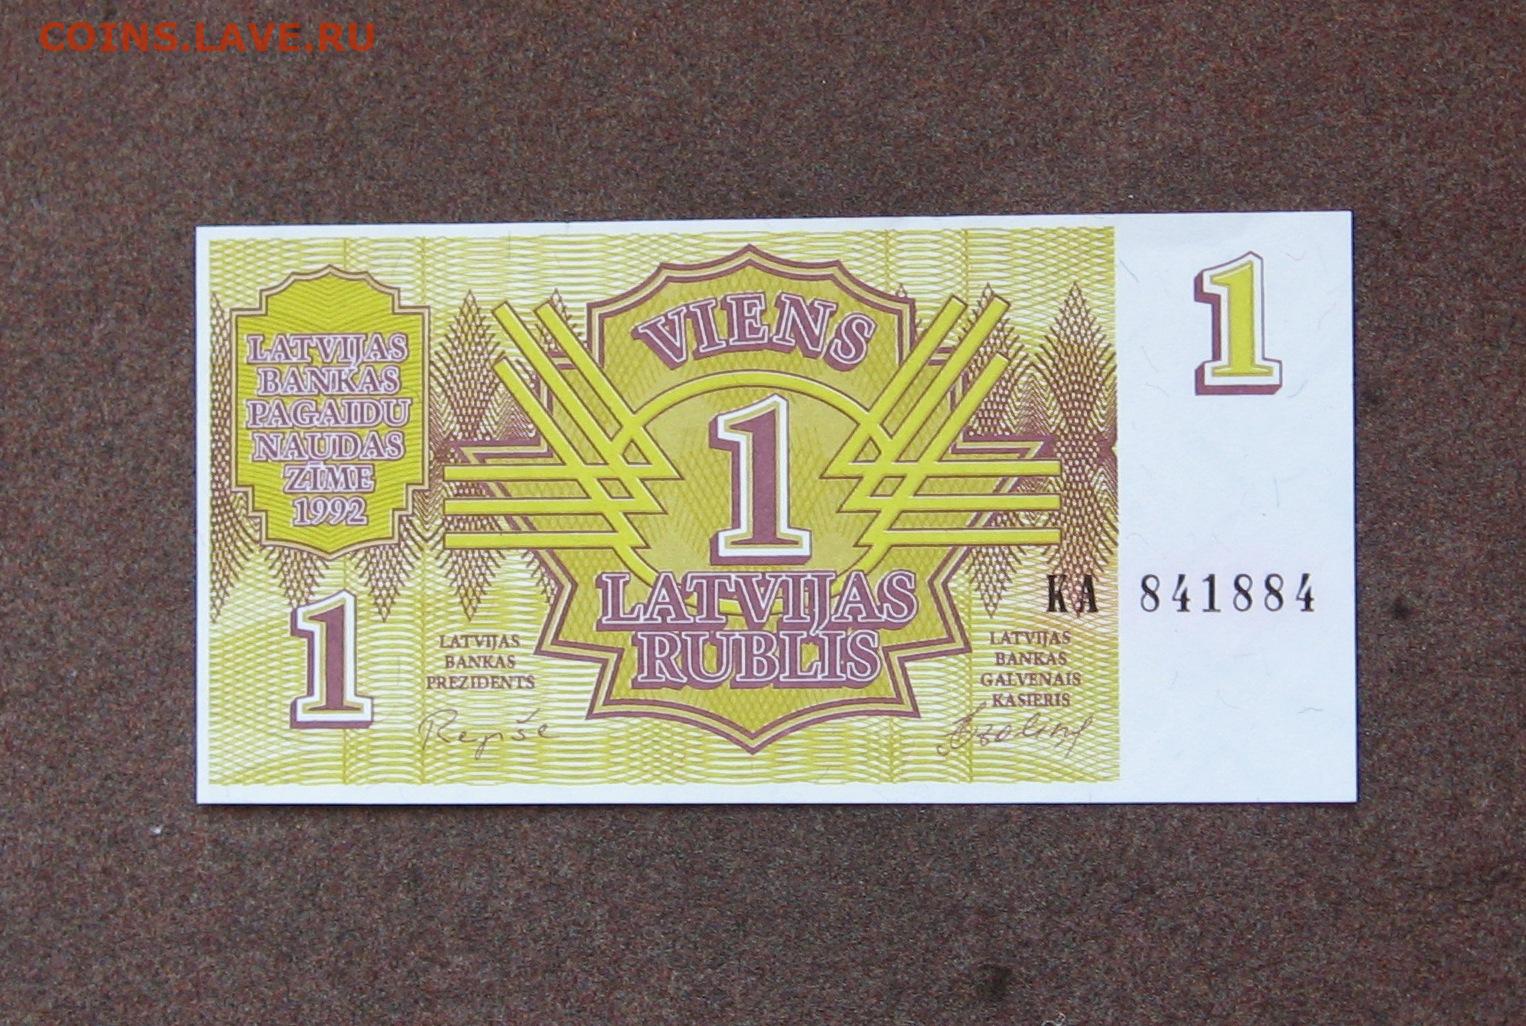 COINS.LAVE.RU
LATVIJAS
BANKAS
PAGAIDU
NAUDAS
ZĪME
1992
VIENS
1
1
LATVIJAS
RUBLIS
KA 841884
1
LATVIJAS
BANKAS
PREZIDENTS
Repše
LATVIJAS
BANKAS
GALVENAIS
KASIERIS